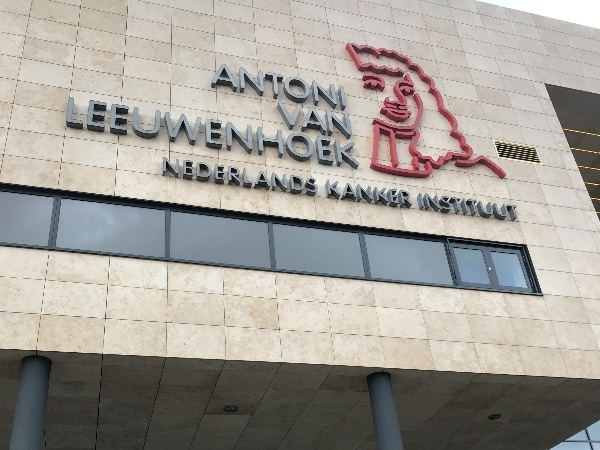 ANTONI
VAN
LEEUWENHOEK
NEDERLANDS KANKER INSTITUUT